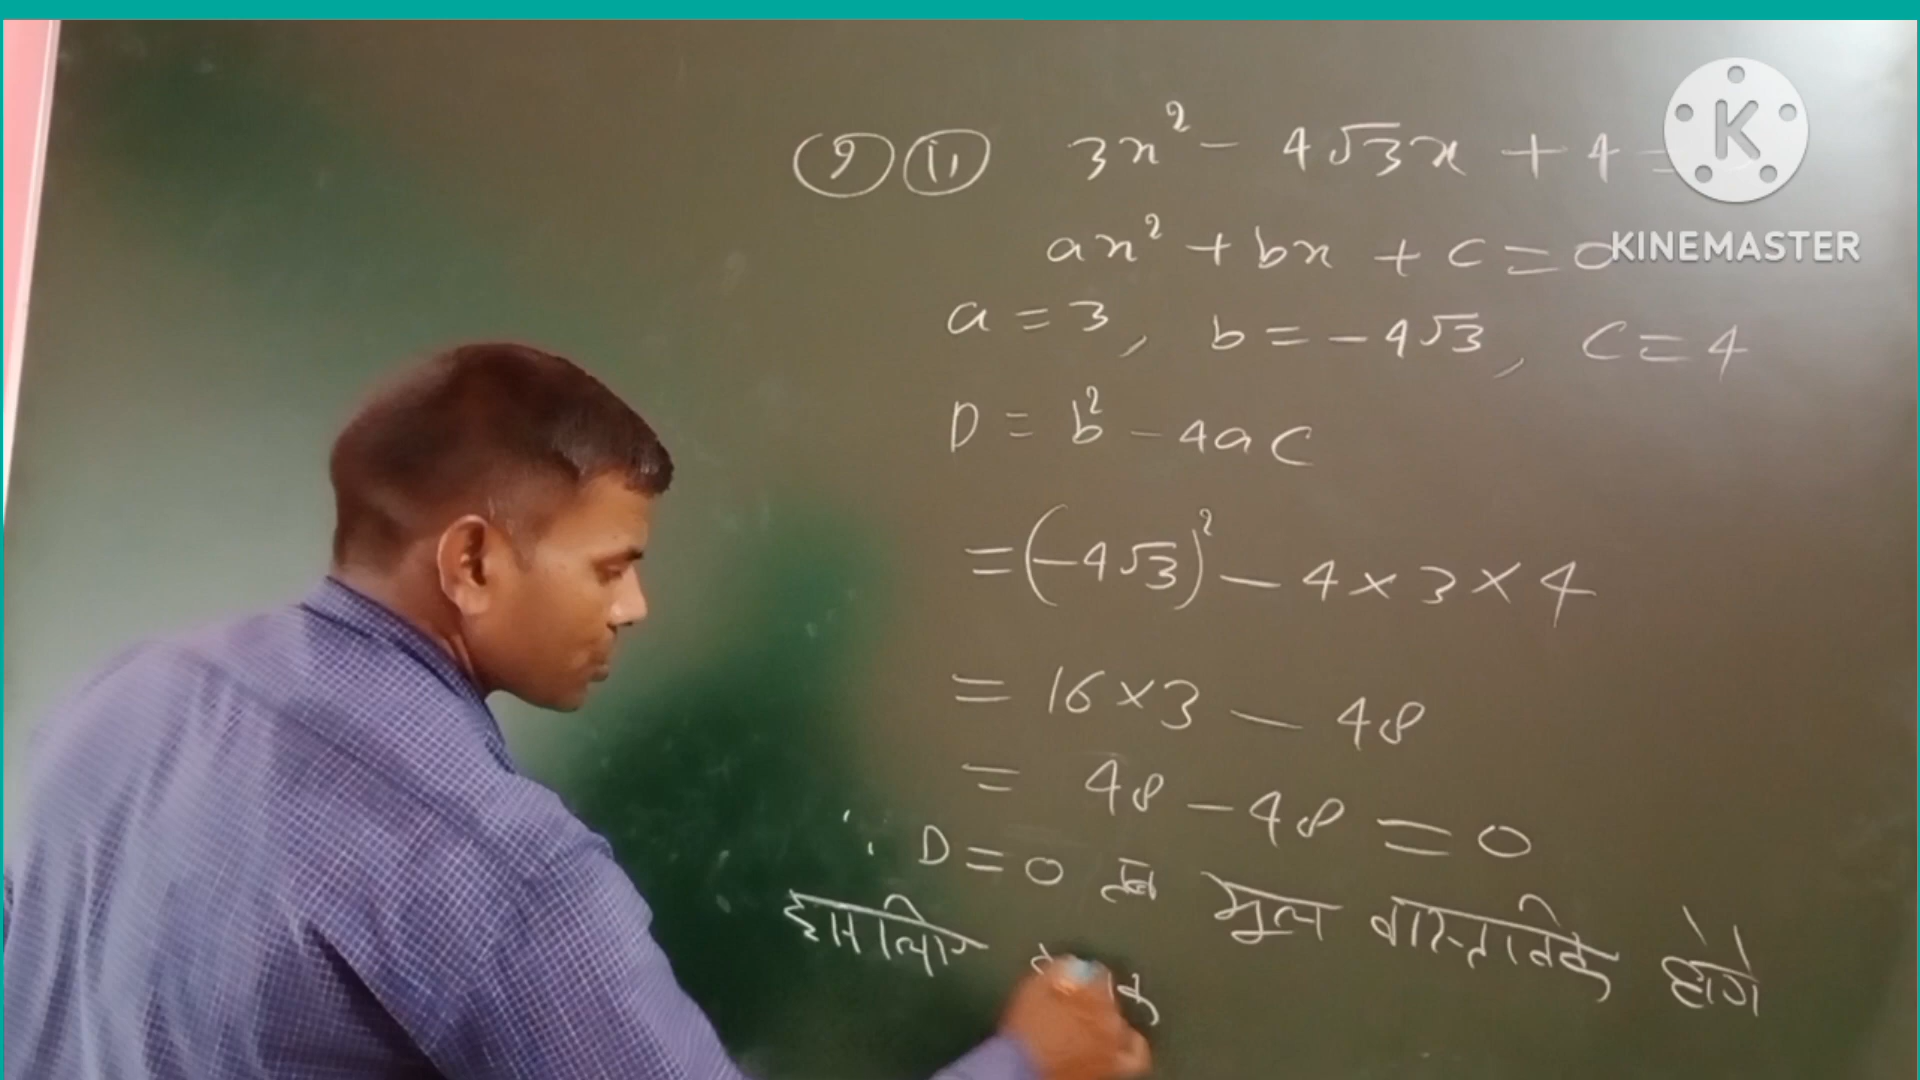 १ ii 3x² - 4√3x + 4 =
ax² + bx + c = 0
a = 3, b = -4√3, c = 4
D = b² - 4ac
= (-4√3)² - 4 × 3 × 4
= 16 × 3 - 48
= 48 - 48 = 0
∵ D = 0 मूल वास्तविक होंगे
इसलिए
K
KINEMASTER